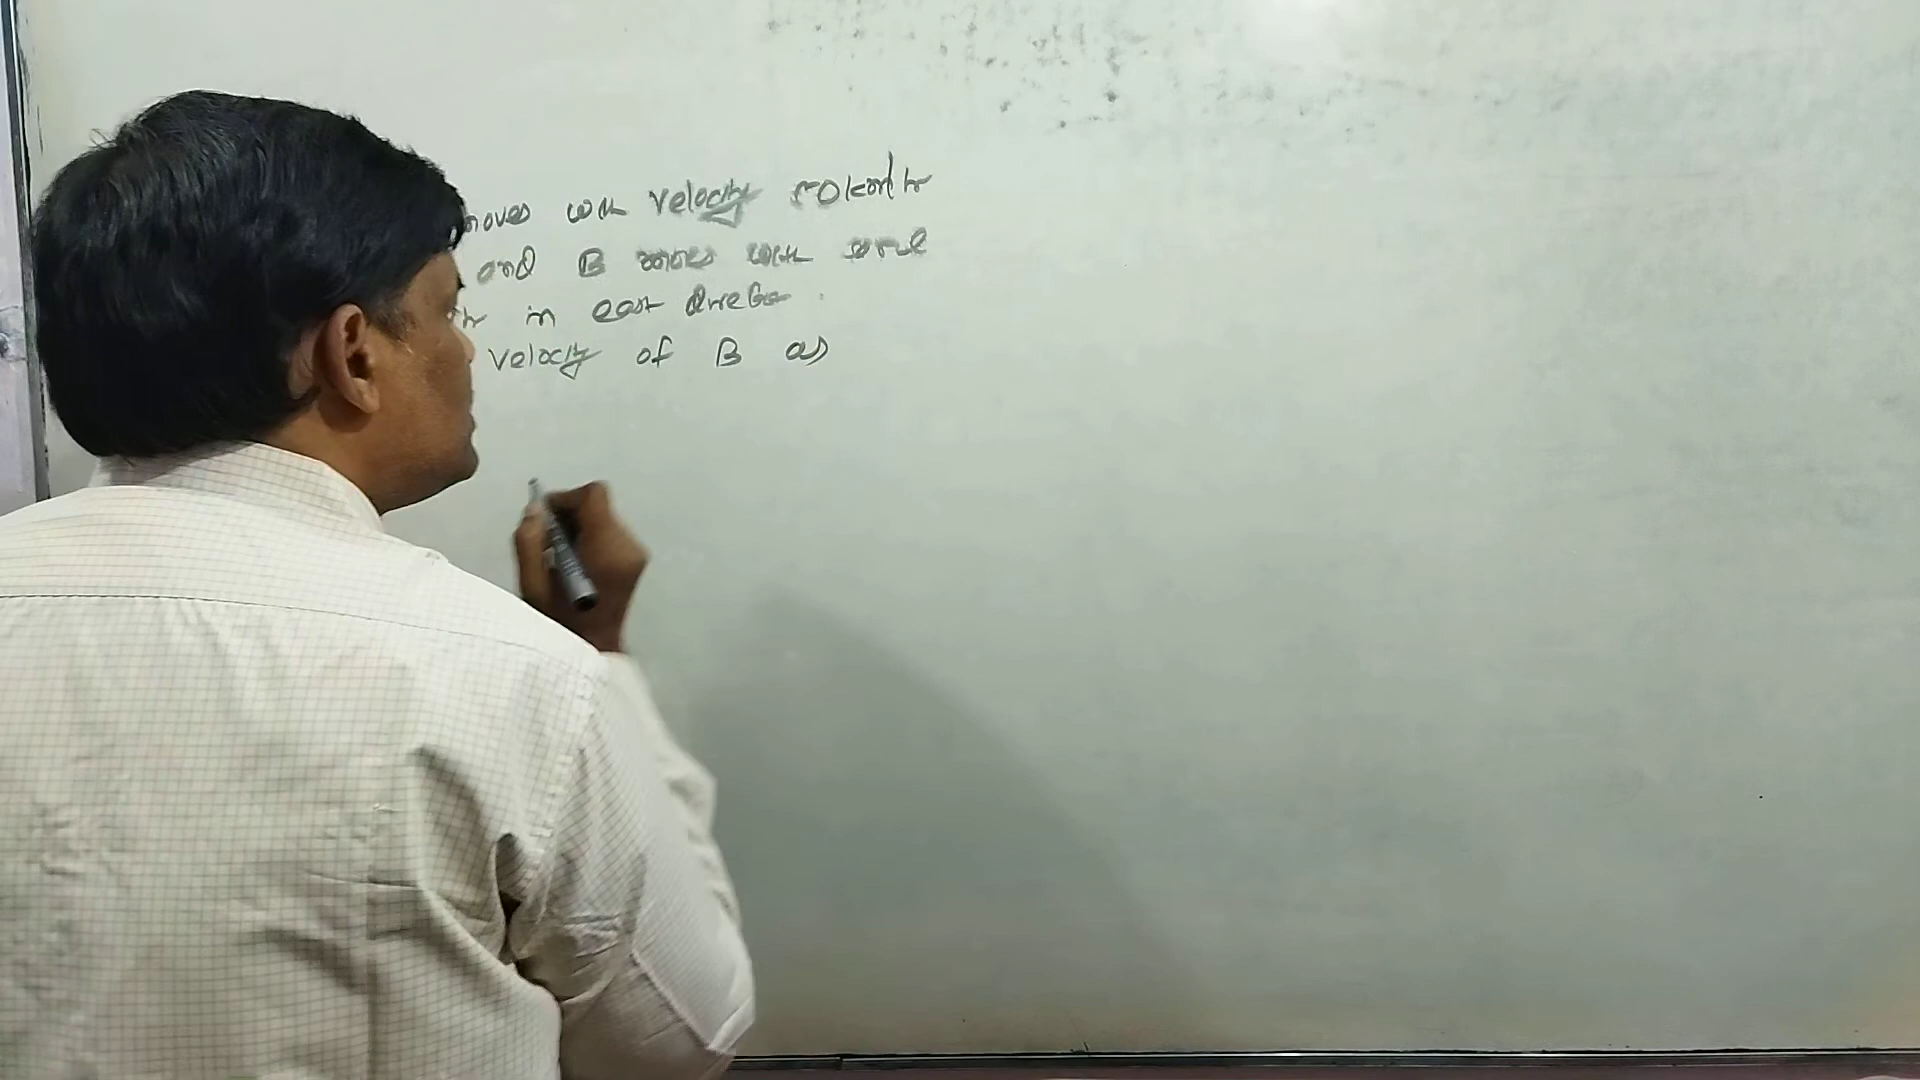 moves with velocity 50km/hr
and B moves with same
hr in east direction.
velocity of B as